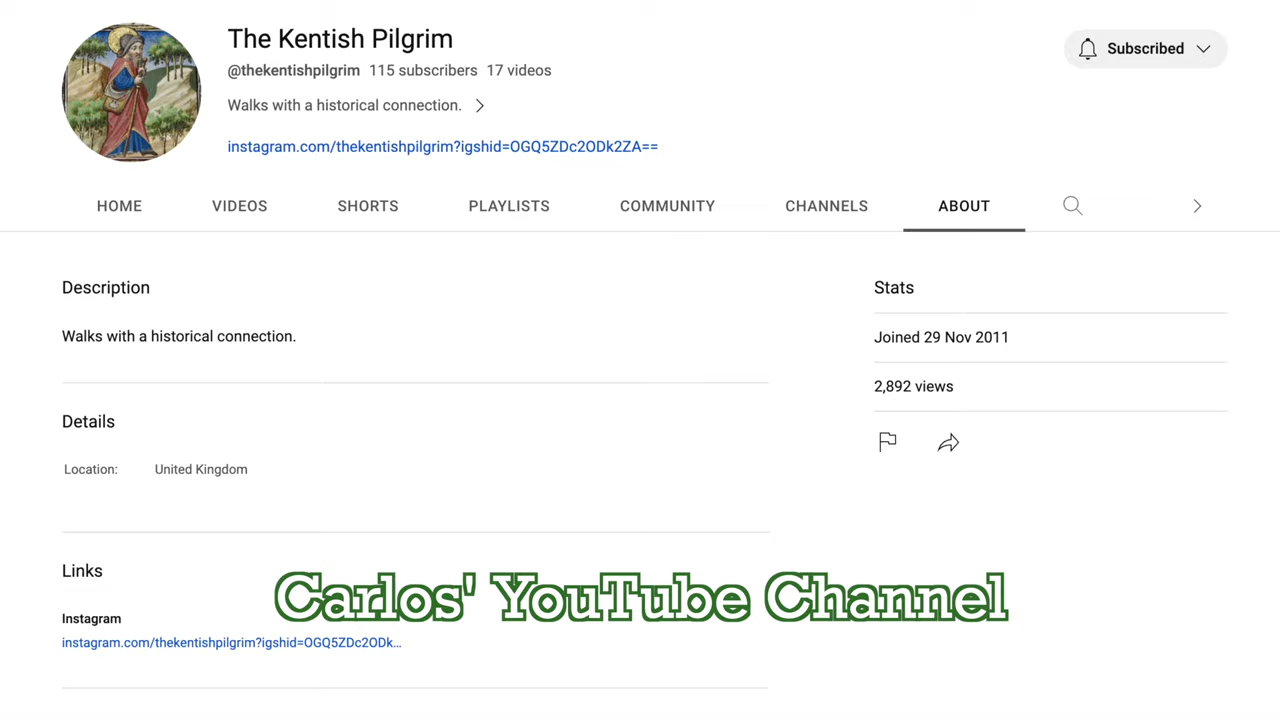 The Kentish Pilgrim
@thekentishpilgrim 115 subscribers 17 videos
Subscribed
Walks with a historical connection.
instagram.com/thekentishpilgrim?igshid=OGQ5ZDc2ODk2ZA==
HOME VIDEOS SHORTS PLAYLISTS COMMUNITY CHANNELS ABOUT
Description
Walks with a historical connection.
Details
Location: United Kingdom
Links
Instagram
instagram.com/thekentishpilgrim?igshid=OGQ5ZDc2ODk...
Stats
Joined 29 Nov 2011
2,892 views
Carlos' YouTube Channel